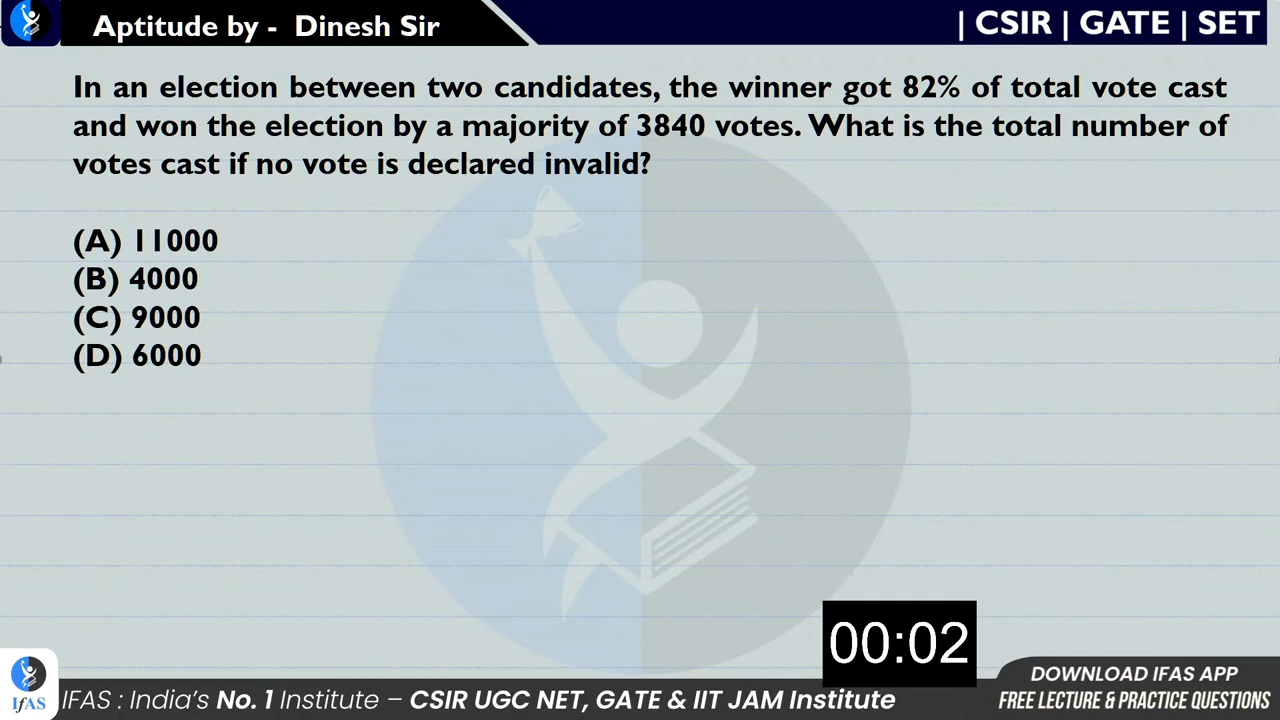 Aptitude by -  Dinesh Sir
| CSIR | GATE | SET
In an election between two candidates, the winner got 82% of total vote cast
and won the election by a majority of 3840 votes. What is the total number of
votes cast if no vote is declared invalid?
(A) 11000
(B) 4000
(C) 9000
(D) 6000
00:02
IfAS
IFAS : India's No. 1 Institute – CSIR UGC NET, GATE & IIT JAM Institute
DOWNLOAD IFAS APP
FREE LECTURE & PRACTICE QUESTIONS